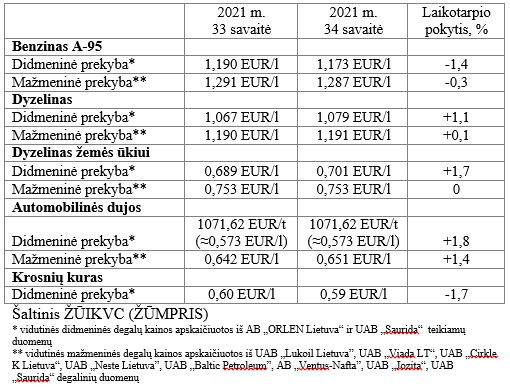 2021 m. 33 savaitė 2021 m. 34 savaitė Laikotarpio pokytis, %
Benzinas A-95
Didmeninė prekyba* 1,190 EUR/l 1,173 EUR/l -1,4
Mažmeninė prekyba** 1,291 EUR/l 1,287 EUR/l -0,3
Dyzelinas
Didmeninė prekyba* 1,067 EUR/l 1,079 EUR/l +1,1
Mažmeninė prekyba** 1,190 EUR/l 1,191 EUR/l +0,1
Dyzelinas žemės ūkiui
Didmeninė prekyba* 0,689 EUR/l 0,701 EUR/l +1,7
Mažmeninė prekyba** 0,753 EUR/l 0,753 EUR/l 0
Automobilinės dujos
Didmeninė prekyba* 1071,62 EUR/t (≈0,573 EUR/l) 1071,62 EUR/t (≈0,573 EUR/l) +1,8
Mažmeninė prekyba** 0,642 EUR/l 0,651 EUR/l +1,4
Krosnių kuras
Didmeninė prekyba* 0,60 EUR/l 0,59 EUR/l -1,7
Šaltinis ŽŪIKVC (ŽŪMPRIS)
* vidutinės didmeninės degalų kainos apskaičiuotos iš AB „ORLEN Lietuva“ ir UAB „Saurida“ teikiamų
duomenų
** vidutinės mažmeninės degalų kainos apskaičiuotos iš UAB „Lukoil Lietuva”, UAB „Viada LT“, UAB „Cirkle
K Lietuva“, UAB „Neste Lietuva”, UAB „Baltic Petroleum”, AB „Ventus-Nafta”, UAB „Jozita“, UAB
„Saurida“ degalinių duomenų